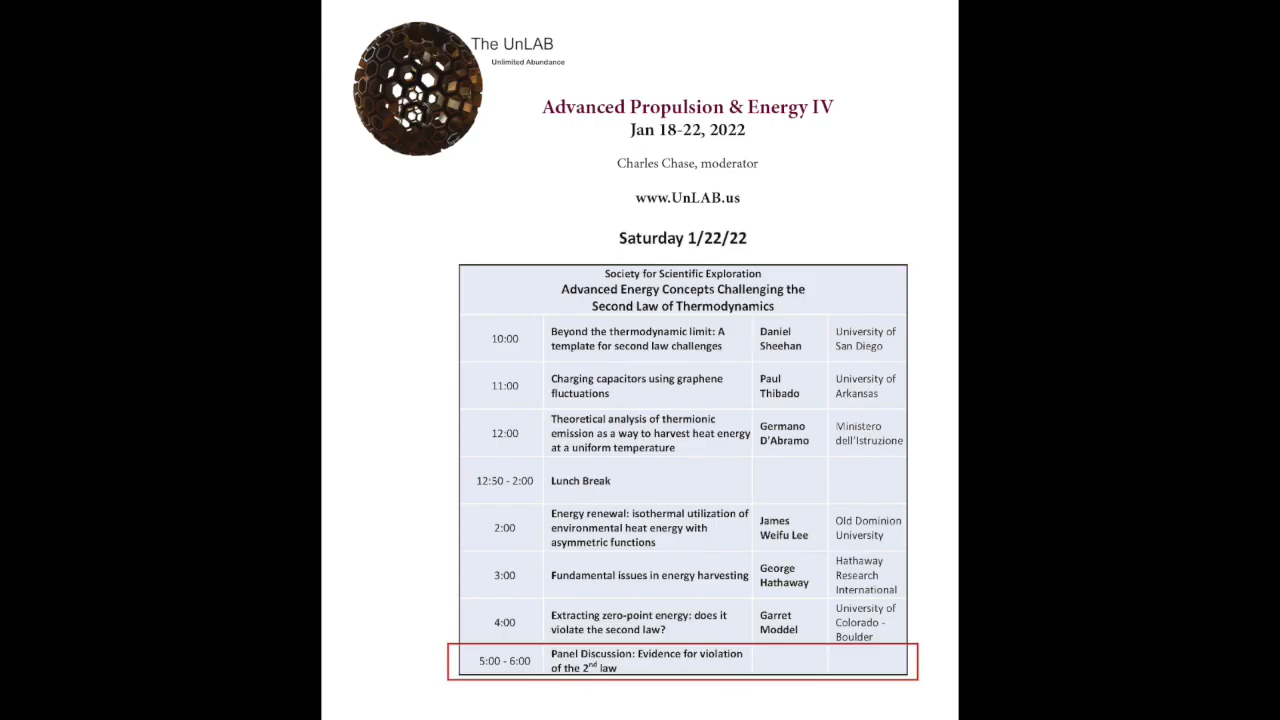 The UnLAB
Unlimited Abundance
Advanced Propulsion & Energy IV
Jan 18-22, 2022
Charles Chase, moderator
www.UnLAB.us
Saturday 1/22/22
Society for Scientific Exploration
Advanced Energy Concepts Challenging the
Second Law of Thermodynamics
10:00
Beyond the thermodynamic limit: A
template for second law challenges
Daniel
Sheehan
University of
San Diego
11:00
Charging capacitors using graphene
fluctuations
Paul
Thibado
University of
Arkansas
12:00
Theoretical analysis of thermionic
emission as a way to harvest heat energy
at a uniform temperature
Germano
D'Abramo
Ministero
dell'Istruzione
12:50 - 2:00
Lunch Break
2:00
Energy renewal: isothermal utilization of
environmental heat energy with
asymmetric functions
James
Weifu Lee
Old Dominion
University
3:00
Fundamental issues in energy harvesting
George
Hathaway
Hathaway
Research
International
4:00
Extracting zero-point energy: does it
violate the second law?
Garret
Moddel
University of
Colorado -
Boulder
5:00 - 6:00
Panel Discussion: Evidence for violation
of the 2nd law